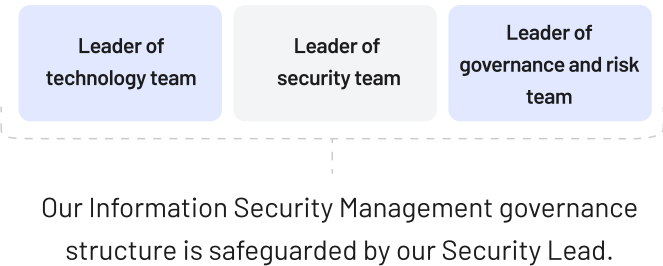 Leader of
technology team
Leader of
security team
Leader of
governance and risk
team
Our Information Security Management governance
structure is safeguarded by our Security Lead.